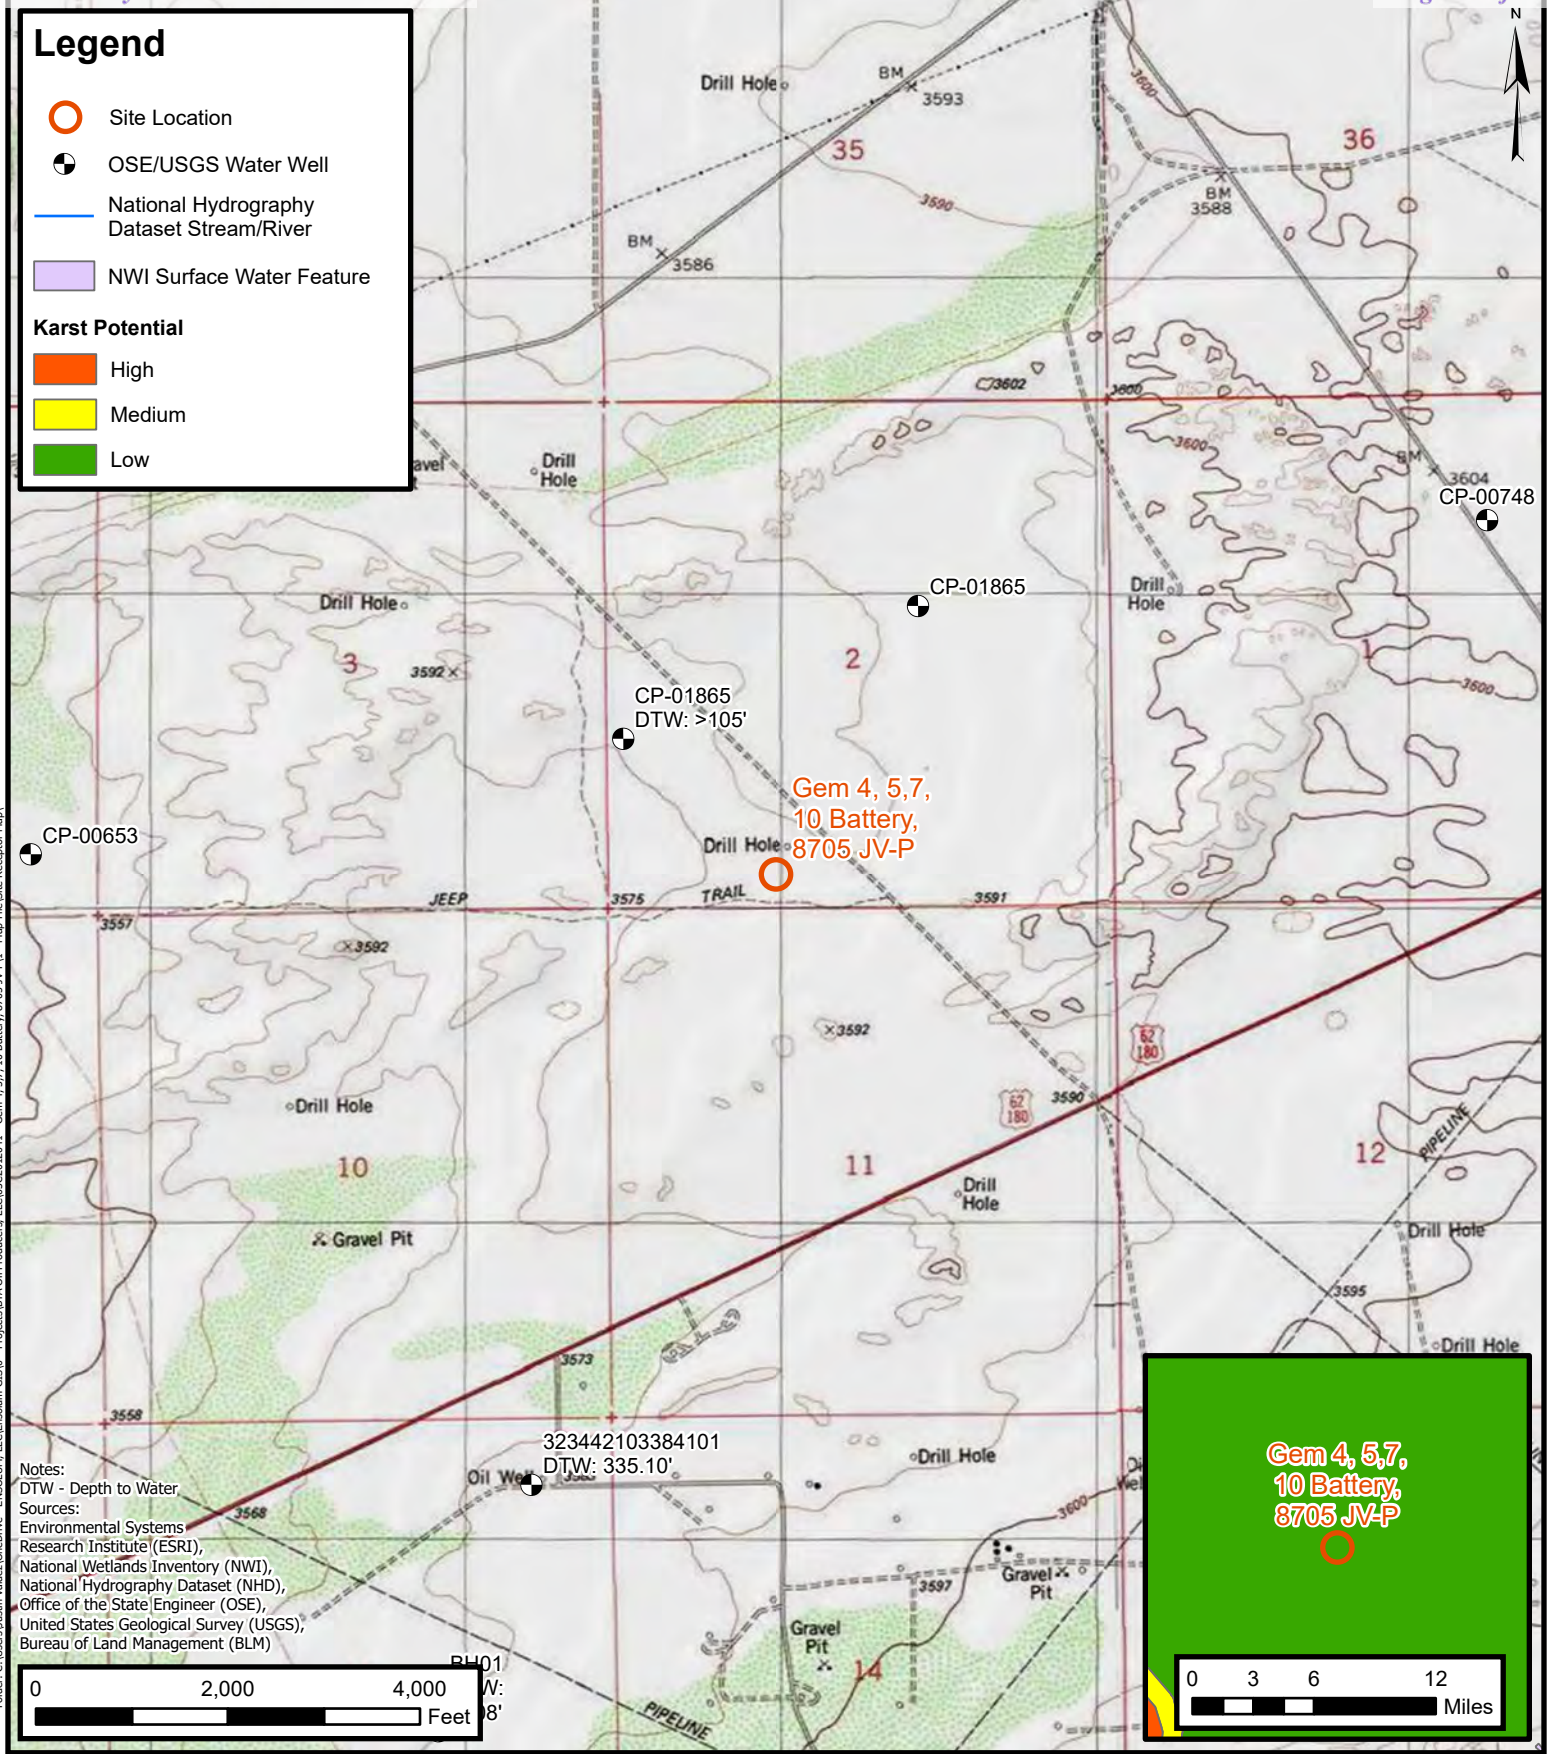 Legend
Site Location
OSE/USGS Water Well
National Hydrography
Dataset Stream/River
NWI Surface Water Feature
Karst Potential
High
Medium
Low
N
Drill Hole
BM
3593
35
3590
BM
3586
3600
36
BM
3588
3602
3600
3600
BM
3604
CP-00748
avel
Drill
Hole
Drill Hole
3
3592
CP-01865
Drill
Hole
2
1
3600
CP-01865
DTW: >105'
Gem 4, 5,7,
10 Battery,
8705 JV-P
Drill Hole
CP-00653
JEEP
3575
TRAIL
3591
3557
3592
3592
62
180
62
180
3590
Drill Hole
10
11
12
PIPELINE
Drill
Hole
Gravel Pit
Drill Hole
3595
Drill Hole
3573
3558
323442103384101
DTW: 335.10'
Oil Well
Drill Hole
3568
3600
3597
Gravel
Pit
Gravel
Pit
14
PIPELINE
Notes:
DTW - Depth to Water
Sources:
Environmental Systems
Research Institute (ESRI),
National Wetlands Inventory (NWI),
National Hydrography Dataset (NHD),
Office of the State Engineer (OSE),
United States Geological Survey (USGS),
Bureau of Land Management (BLM)
BH01
W:
08'
0 2,000 4,000
Feet
Gem 4, 5,7,
10 Battery,
8705 JV-P
0 3 6 12
Miles